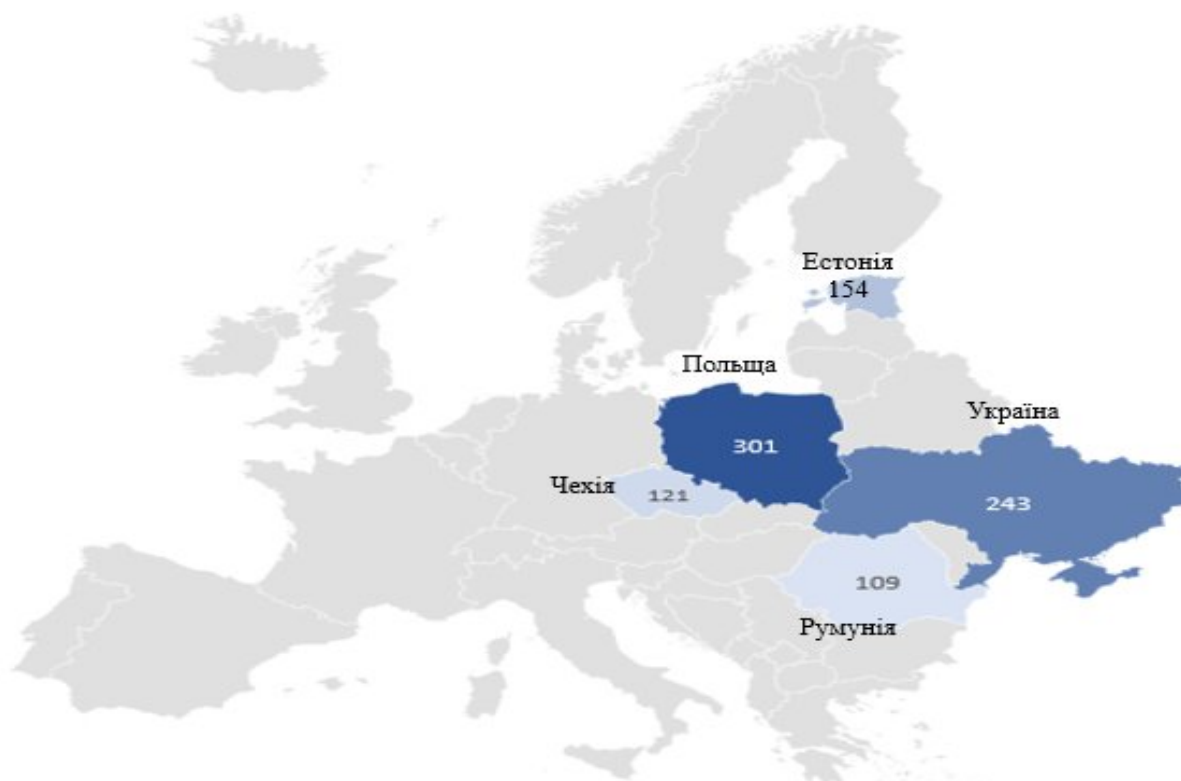 Естонія
154
Польща
301
Україна
243
Чехія
121
109
Румунія